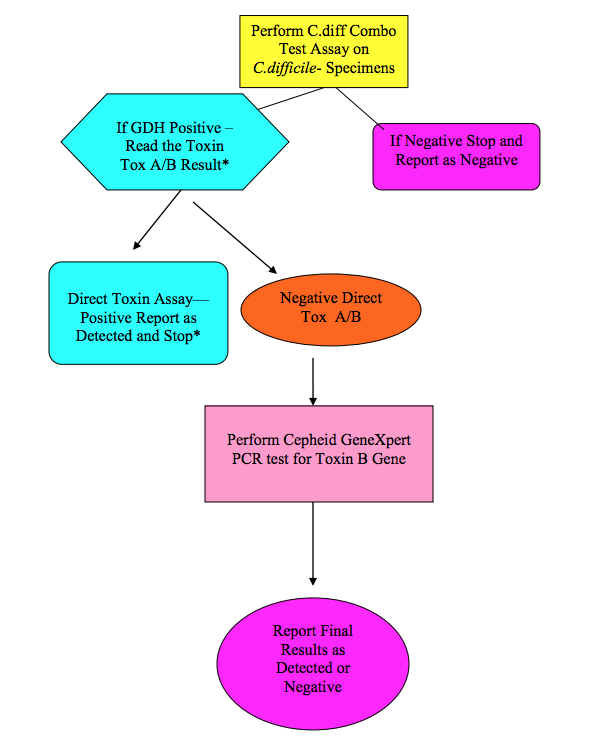 Perform C.diff Combo
Test Assay on
C.difficile- Specimens
If GDH Positive –
Read the Toxin
Tox A/B Result*
If Negative Stop and
Report as Negative
Direct Toxin Assay—
Positive Report as
Detected and Stop*
Negative Direct
Tox A/B
Perform Cepheid GeneXpert
PCR test for Toxin B Gene
Report Final
Results as
Detected or
Negative